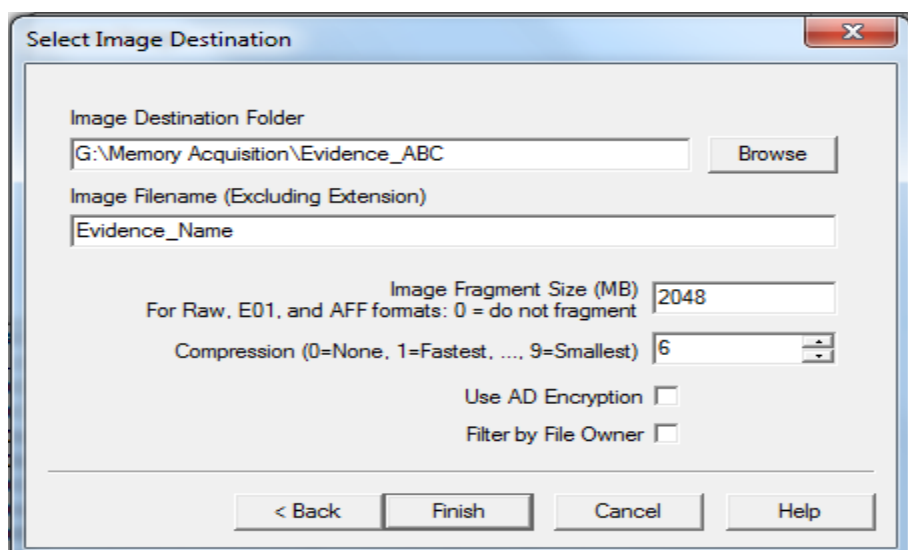 Select Image Destination
Image Destination Folder
G:\Memory Acquisition\Evidence_ABC
Browse
Image Filename (Excluding Extension)
Evidence_Name
Image Fragment Size (MB)
2048
For Raw, E01, and AFF formats: 0 = do not fragment
Compression (0=None, 1=Fastest, ..., 9=Smallest)
6
Use AD Encryption
Filter by File Owner
< Back
Finish
Cancel
Help